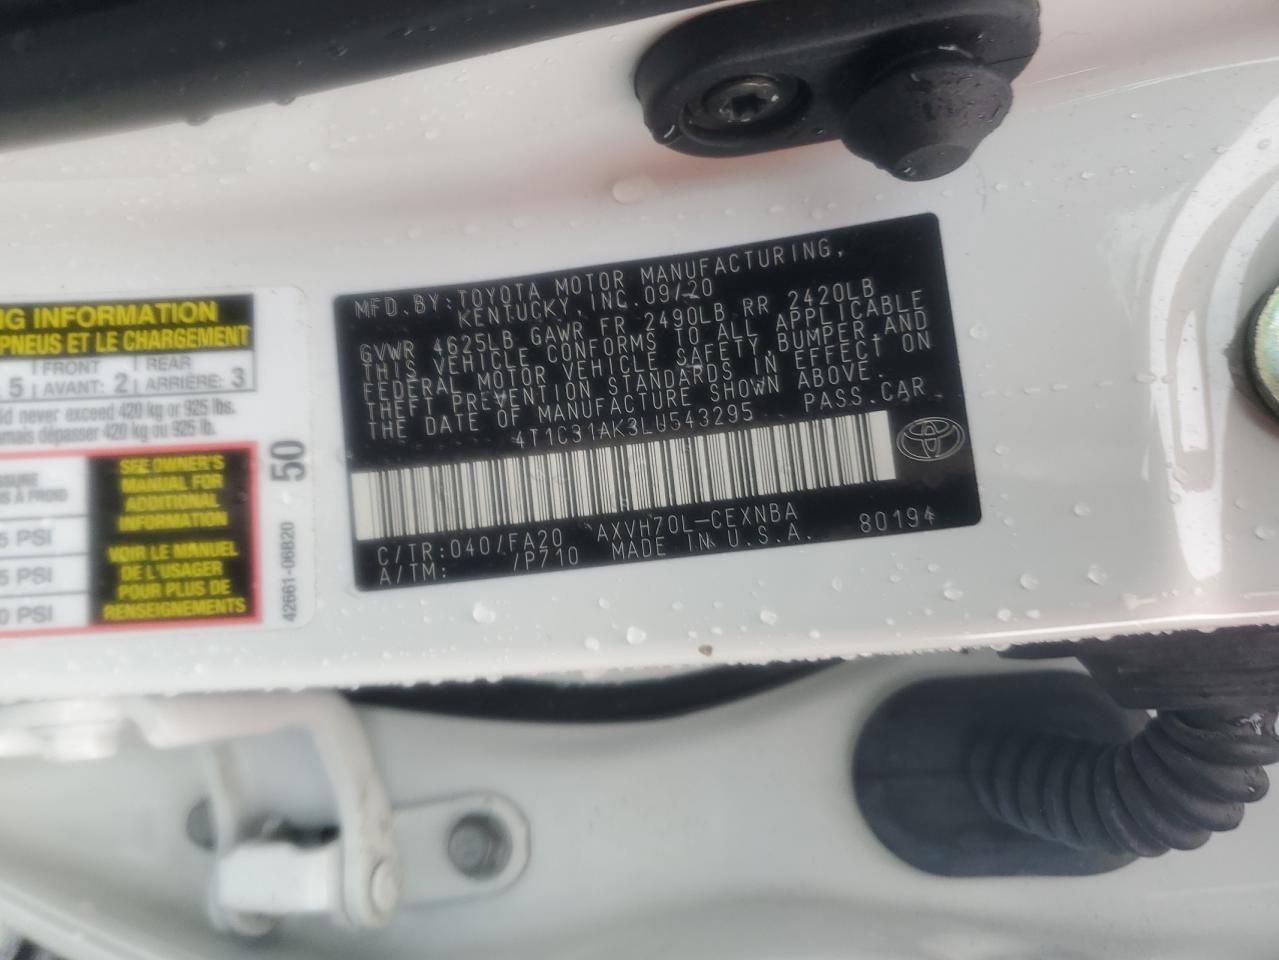 NG INFORMATION
PNEUS ET LE CHARGEMENT
5 FRONT REAR
AVANT: 2 ARRIÈRE: 3
never exceed 420 kg or 925 lbs.
dépasser 420 kg ou 925 lb.
À FROID
PSI
5 PSI
0 PSI
SEE OWNER'S
MANUAL FOR
ADDITIONAL
INFORMATION
VOIR LE MANUEL
DE L'USAGER
POUR PLUS DE
RENSEIGNEMENTS
50
42661-06B20
MFD. BY: TOYOTA MOTOR MANUFACTURING,
KENTUCKY, INC. 09/20
GVWR 4625LB GAWR FR 2490LB RR 2420LB
THIS VEHICLE CONFORMS TO ALL APPLICABLE
FEDERAL MOTOR VEHICLE SAFETY, BUMPER AND
THEFT PREVENTION STANDARDS IN EFFECT ON
THE DATE OF MANUFACTURE SHOWN ABOVE.
4T1C31AK3LU543295 PASS. CAR
C/TR: 040/FA20 AXVH70L-CEXNBA
A/TM: /P710 MADE IN U.S.A. 80194